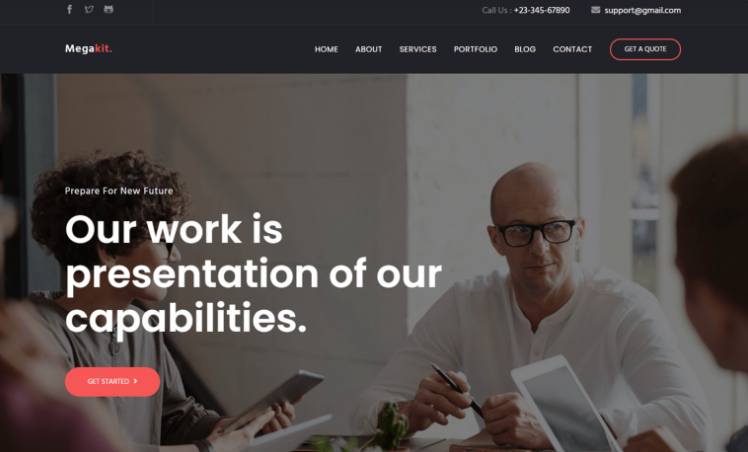 Call Us : +23-345-67890 support@gmail.com
Megakit. HOME ABOUT SERVICES PORTFOLIO BLOG CONTACT GET A QUOTE
Prepare For New Future
Our work is
presentation of our
capabilities.
GET STARTED